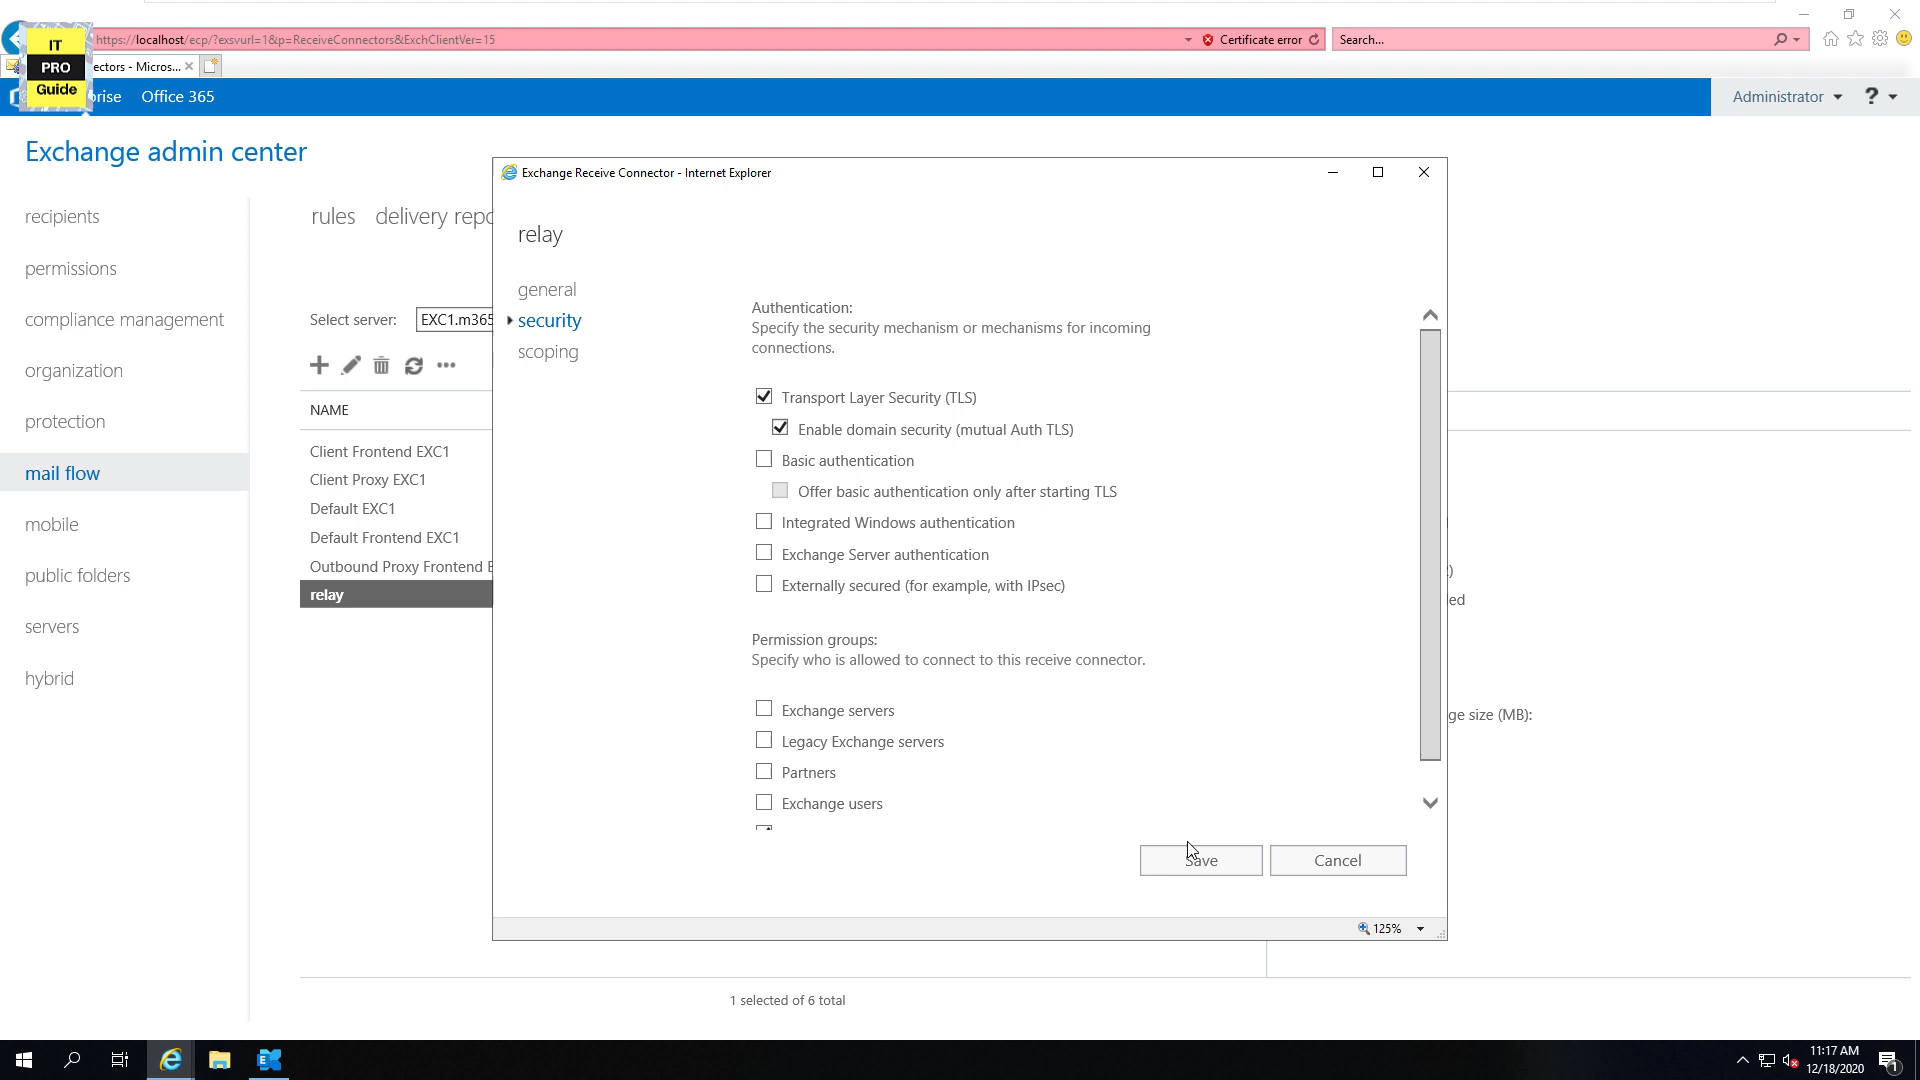 https://localhost/ecp/?exsvurl=1&p=ReceiveConnectors&ExchClientVer=15
Certificate error
Search...
IT
PRO
Guide
ectors - Micros...
prise
Office 365
Administrator
?
Exchange admin center
Exchange Receive Connector - Internet Explorer
recipients
permissions
compliance management
organization
protection
mail flow
mobile
public folders
servers
hybrid
rules
delivery repo
Select server:
EXC1.m365
NAME
Client Frontend EXC1
Client Proxy EXC1
Default EXC1
Default Frontend EXC1
Outbound Proxy Frontend E
relay
relay
general
security
scoping
Authentication:
Specify the security mechanism or mechanisms for incoming
connections.
Transport Layer Security (TLS)
Enable domain security (mutual Auth TLS)
Basic authentication
Offer basic authentication only after starting TLS
Integrated Windows authentication
Exchange Server authentication
Externally secured (for example, with IPsec)
Permission groups:
Specify who is allowed to connect to this receive connector.
Exchange servers
Legacy Exchange servers
Partners
Exchange users
Save
Cancel
125%
ed
ge size (MB):
1 selected of 6 total
11:17 AM
12/18/2020
1